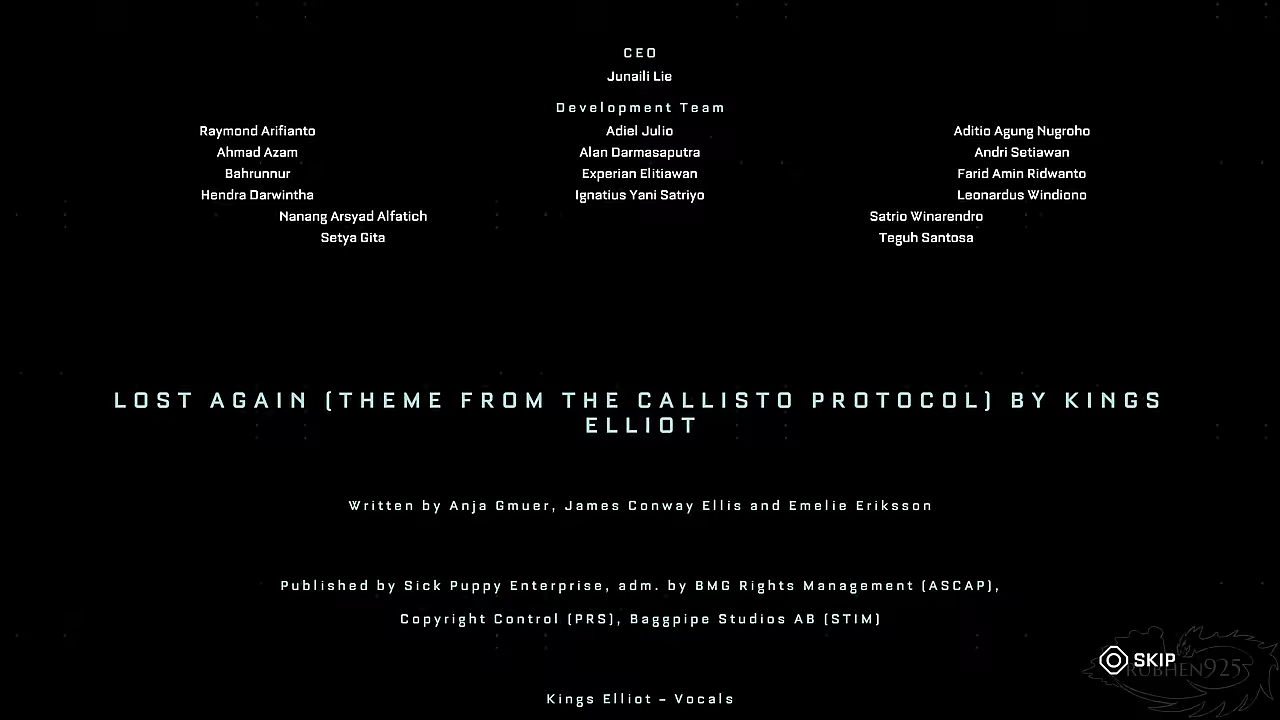 CEO
Junaili Lie
Development Team
Raymond Arifianto Adiel Julio Aditio Agung Nugroho
Ahmad Azam Alan Darmasaputra Andri Setiawan
Bahrunnur Experian Elitiawan Farid Amin Ridwanto
Hendra Darwintha Ignatius Yani Satriyo Leonardus Windiono
Nanang Arsyad Alfatich Satrio Winarendro
Setya Gita Teguh Santosa
LOST AGAIN (THEME FROM THE CALLISTO PROTOCOL) BY KINGS
ELLIOT
Written by Anja Gmuer, James Conway Ellis and Emelie Eriksson
Published by Sick Puppy Enterprise, adm. by BMG Rights Management (ASCAP),
Copyright Control (PRS), Baggpipe Studios AB (STIM)
SKIP
RUBHEN925
Kings Elliot – Vocals